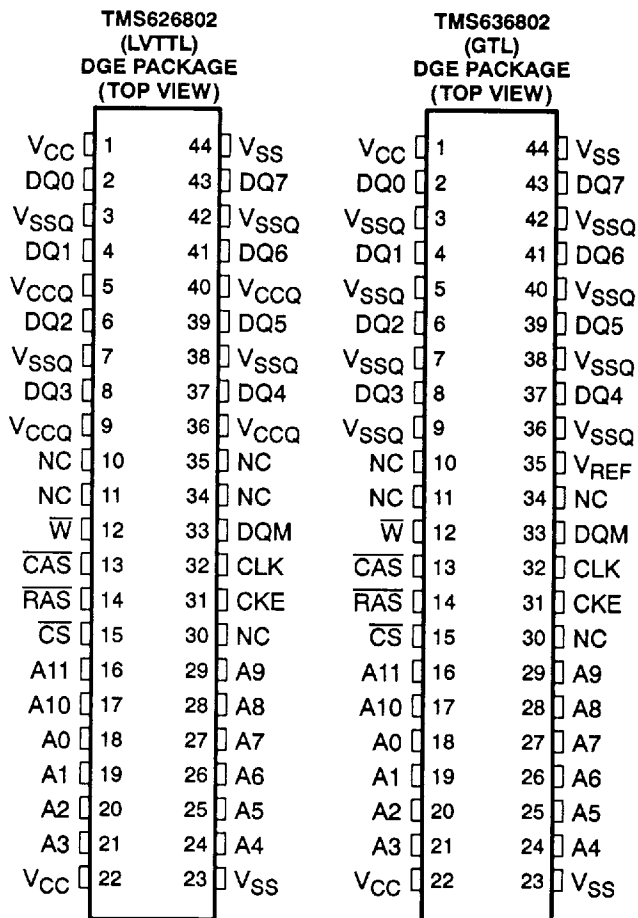 TMS626802
(LVTTL)
DGE PACKAGE
(TOP VIEW)
VCC 1 44 VSS
DQ0 2 43 DQ7
VSSQ 3 42 VSSQ
DQ1 4 41 DQ6
VCCQ 5 40 VCCQ
DQ2 6 39 DQ5
VSSQ 7 38 VSSQ
DQ3 8 37 DQ4
VCCQ 9 36 VCCQ
NC 10 35 NC
NC 11 34 NC
W̅ 12 33 DQM
C̅A̅S̅ 13 32 CLK
R̅A̅S̅ 14 31 CKE
C̅S̅ 15 30 NC
A11 16 29 A9
A10 17 28 A8
A0 18 27 A7
A1 19 26 A6
A2 20 25 A5
A3 21 24 A4
VCC 22 23 VSS
TMS636802
(GTL)
DGE PACKAGE
(TOP VIEW)
VCC 1 44 VSS
DQ0 2 43 DQ7
VSSQ 3 42 VSSQ
DQ1 4 41 DQ6
VSSQ 5 40 VSSQ
DQ2 6 39 DQ5
VSSQ 7 38 VSSQ
DQ3 8 37 DQ4
VSSQ 9 36 VSSQ
NC 10 35 VREF
NC 11 34 NC
W̅ 12 33 DQM
C̅A̅S̅ 13 32 CLK
R̅A̅S̅ 14 31 CKE
C̅S̅ 15 30 NC
A11 16 29 A9
A10 17 28 A8
A0 18 27 A7
A1 19 26 A6
A2 20 25 A5
A3 21 24 A4
VCC 22 23 VSS